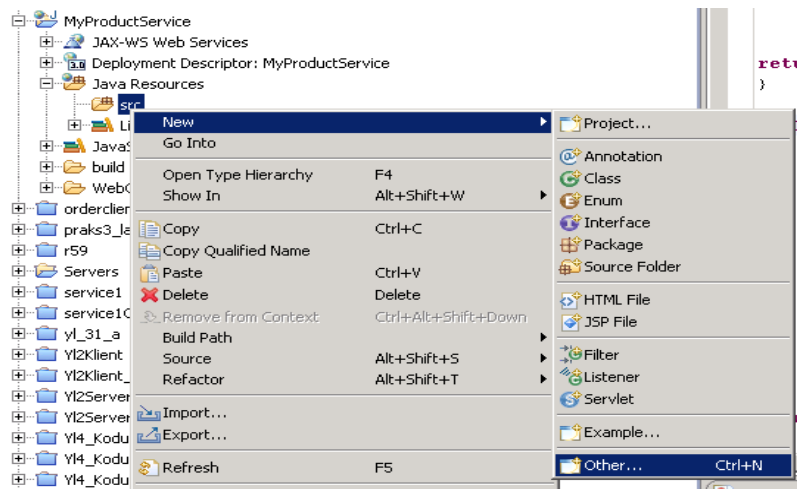 MyProductService
JAX-WS Web Services
Deployment Descriptor: MyProductService
Java Resources
src
Li
JavaS
build
WebC
orderclien
praks3_la
r59
Servers
service1
service1C
yl_31_a
Yl2Klient
Yl2Klient_
Yl2Server
Yl2Server
Yl4_Kodu
Yl4_Kodu
Yl4_Kodu
New
Go Into
Open Type Hierarchy F4
Show In Alt+Shift+W
Copy Ctrl+C
Copy Qualified Name
Paste Ctrl+V
Delete Delete
Remove from Context Ctrl+Alt+Shift+Down
Build Path
Source Alt+Shift+S
Refactor Alt+Shift+T
Import...
Export...
Refresh F5
Project...
Annotation
Class
Enum
Interface
Package
Source Folder
HTML File
JSP File
Filter
Listener
Servlet
Example...
Other... Ctrl+N
retu
}